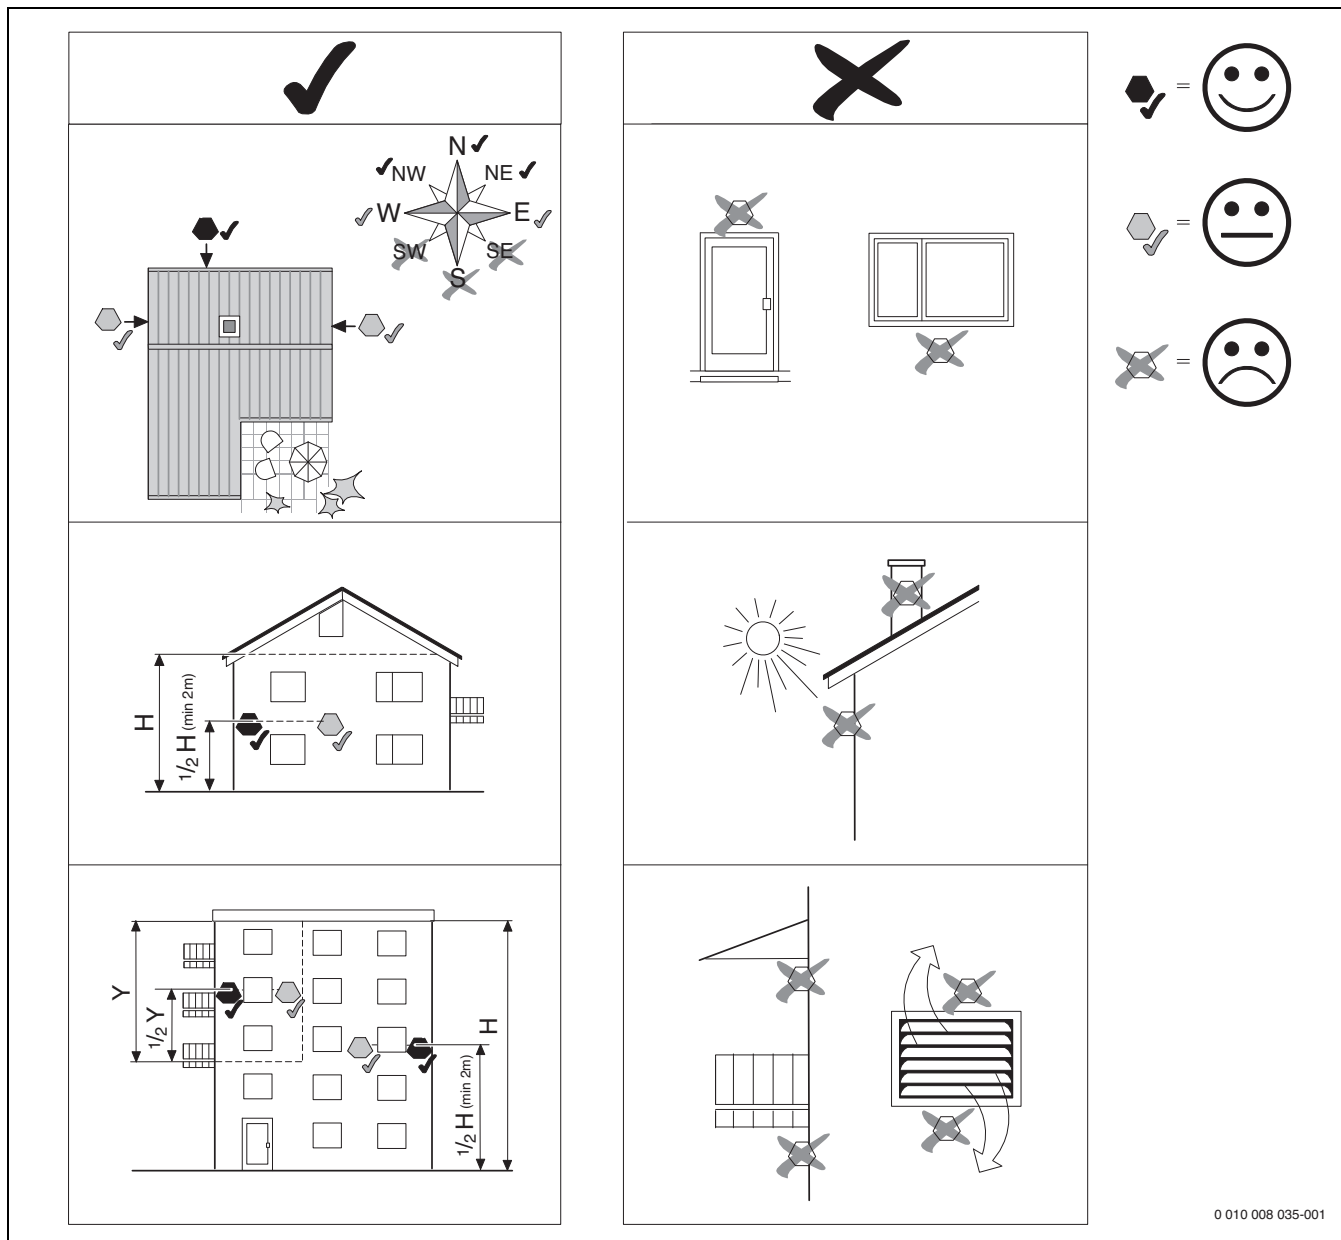 N
NW
NE
W
E
SW
SE
S
=
=
=
H
1/2 H (min 2m)
Y
1/2 Y
H
1/2 H (min 2m)
0 010 008 035-001